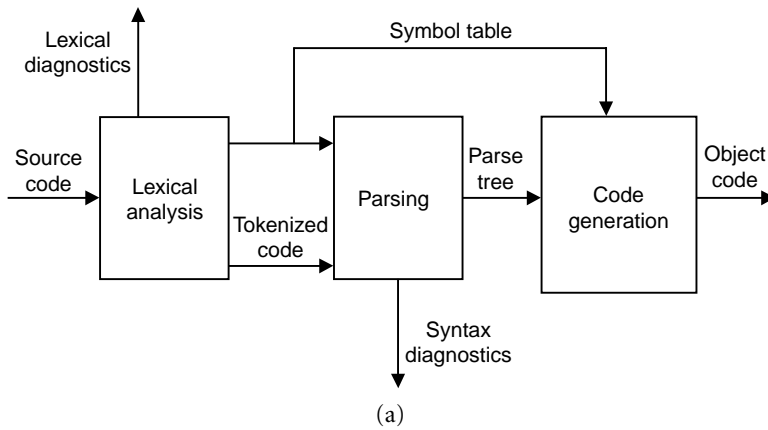 Lexical
diagnostics
Symbol table
Source
code
Lexical
analysis
Tokenized
code
Parsing
Parse
tree
Code
generation
Object
code
Syntax
diagnostics
(a)